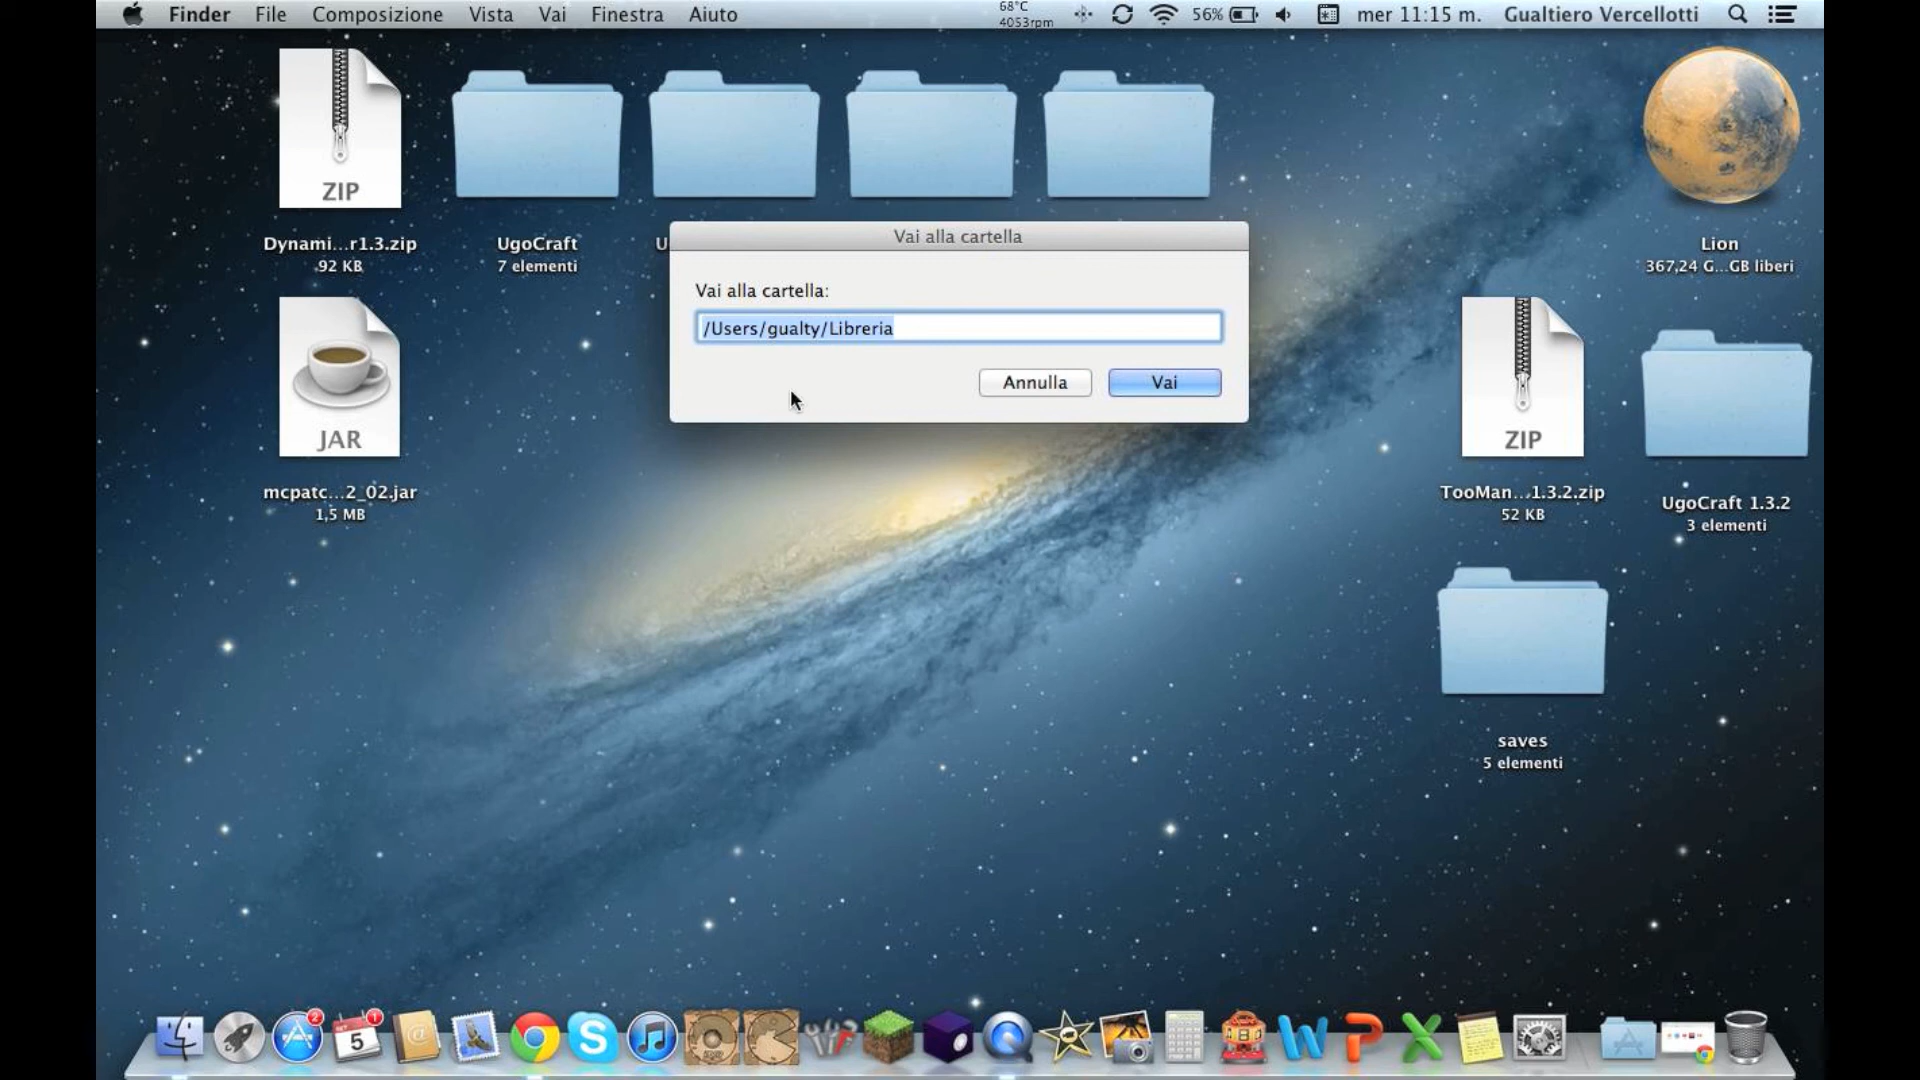 Finder File Composizione Vista Vai Finestra Aiuto
68°C
4053rpm
56%
mer 11:15 m.
Gualtiero Vercellotti
ZIP
Dynami...r1.3.zip
92 KB
UgoCraft
7 elementi
U
Lion
367,24 G...GB liberi
Vai alla cartella
Vai alla cartella:
/Users/gualty/Libreria
Annulla
Vai
JAR
mcpatc...2_02.jar
1,5 MB
ZIP
TooMan...1.3.2.zip
52 KB
UgoCraft 1.3.2
3 elementi
saves
5 elementi
2
1
5